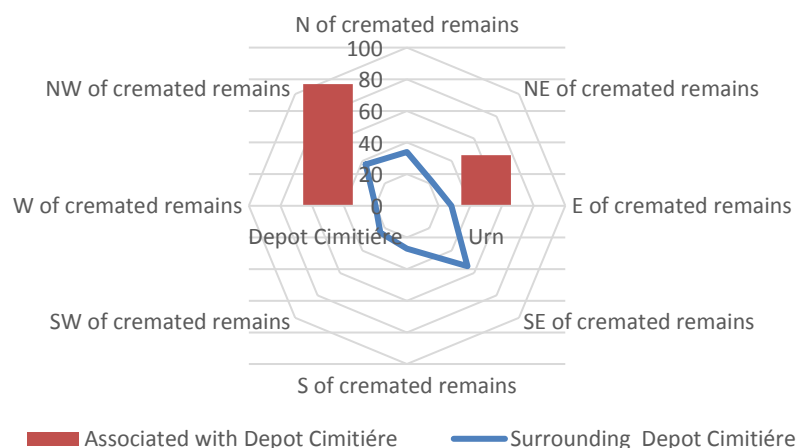 N of cremated remains
100
NW of cremated remains
80
NE of cremated remains
60
40
20
W of cremated remains
0
E of cremated remains
Depot Cimitiére
Urn
SW of cremated remains
SE of cremated remains
S of cremated remains
Associated with Depot Cimitiére
Surrounding Depot Cimitiére